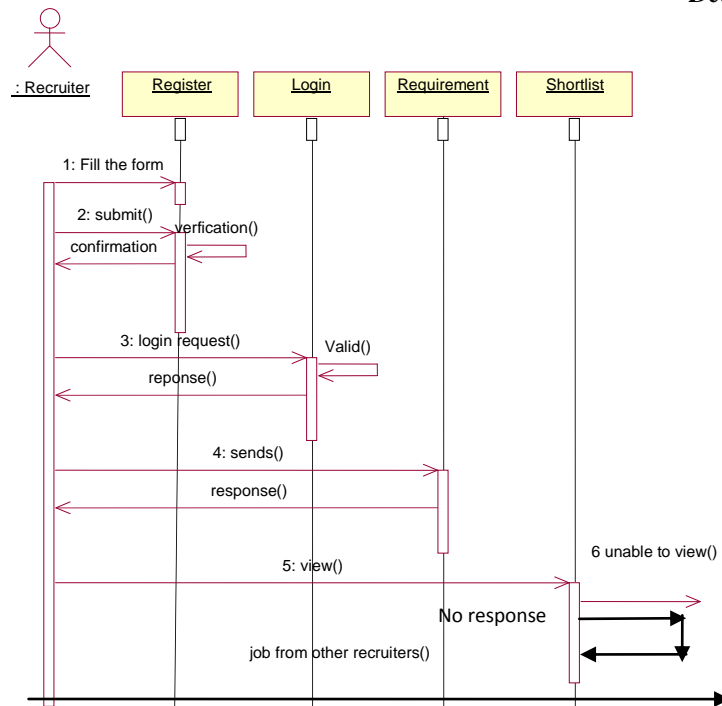 : Recruiter
Register
Login
Requirement
Shortlist
1: Fill the form
2: submit()
verfication()
confirmation
3: login request()
Valid()
reponse()
4: sends()
response()
6 unable to view()
5: view()
No response
job from other recruiters()